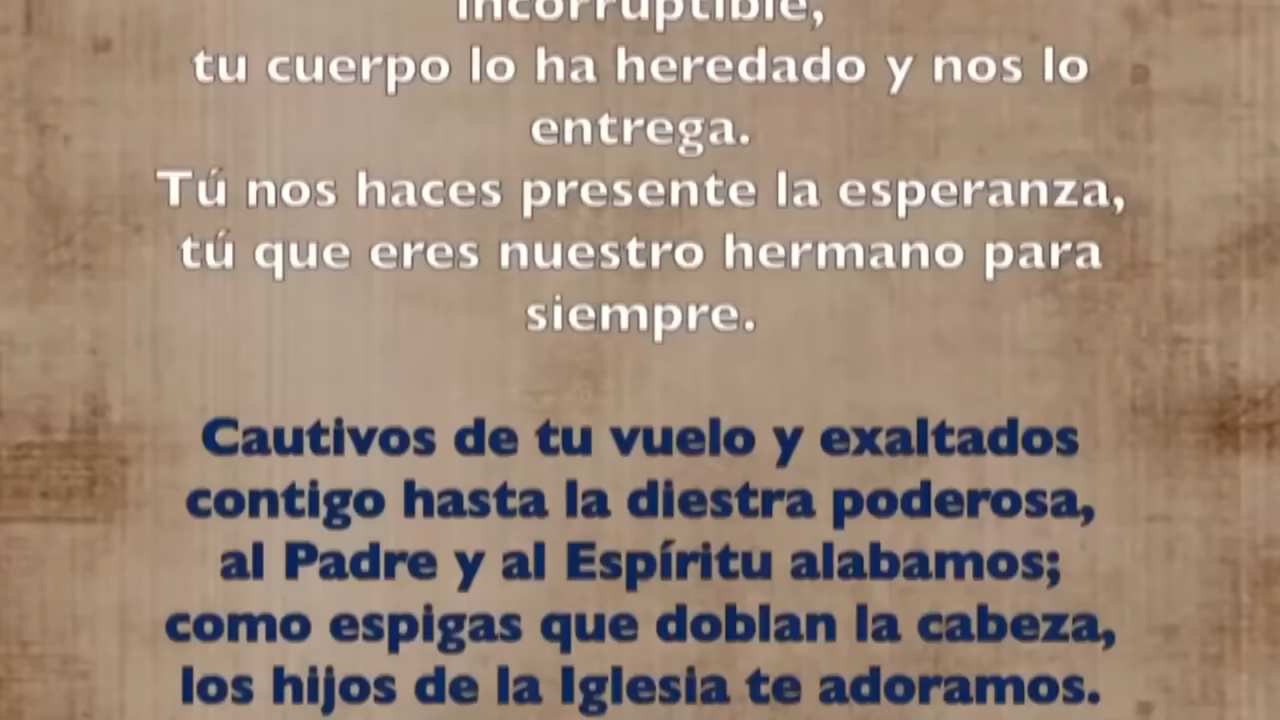 incorruptible,
tu cuerpo lo ha heredado y nos lo
entrega.
Tú nos haces presente la esperanza,
tú que eres nuestro hermano para
siempre.
Cautivos de tu vuelo y exaltados
contigo hasta la diestra poderosa,
al Padre y al Espíritu alabamos;
como espigas que doblan la cabeza,
los hijos de la Iglesia te adoramos.